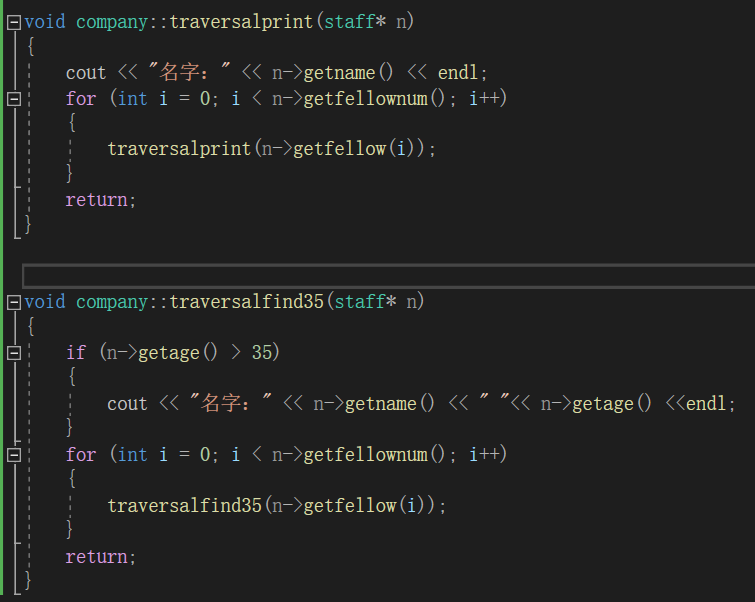 void company::traversalprint(staff* n)
{
cout << "名字：" << n->getname() << endl;
for (int i = 0; i < n->getfellownum(); i++)
{
traversalprint(n->getfellow(i));
}
return;
}
void company::traversalfind35(staff* n)
{
if (n->getage() > 35)
{
cout << "名字：" << n->getname() << " "<< n->getage() <<endl;
}
for (int i = 0; i < n->getfellownum(); i++)
{
traversalfind35(n->getfellow(i));
}
return;
}